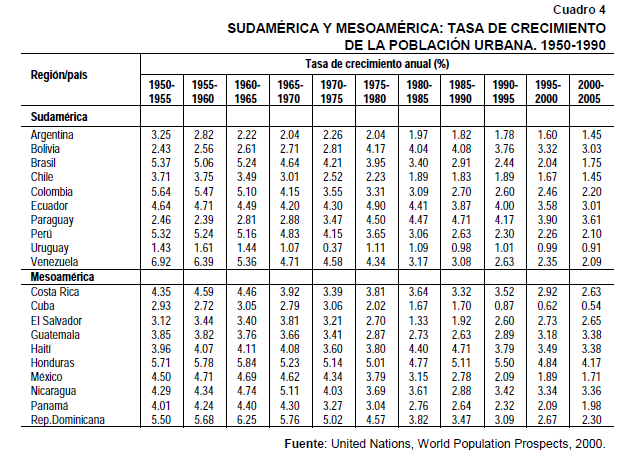 Cuadro 4
SUDAMÉRICA Y MESOAMÉRICA: TASA DE CRECIMIENTO
DE LA POBLACIÓN URBANA. 1950-1990
Región/país
Tasa de crecimiento anual (%)
1950-1955 1955-1960 1960-1965 1965-1970 1970-1975 1975-1980 1980-1985 1985-1990 1990-1995 1995-2000 2000-2005
Sudamérica
Argentina 3.25 2.82 2.22 2.04 2.26 2.04 1.97 1.82 1.78 1.60 1.45
Bolivia 2.43 2.56 2.61 2.71 2.81 4.17 4.04 4.08 3.76 3.32 3.03
Brasil 5.37 5.06 5.24 4.64 4.21 3.95 3.40 2.91 2.44 2.04 1.75
Chile 3.71 3.75 3.49 3.01 2.52 2.23 1.89 1.83 1.89 1.67 1.45
Colombia 5.64 5.47 5.10 4.15 3.55 3.31 3.09 2.70 2.60 2.46 2.20
Ecuador 4.64 4.71 4.49 4.20 4.30 4.90 4.41 3.87 4.00 3.58 3.01
Paraguay 2.46 2.39 2.81 2.88 3.47 4.50 4.47 4.71 4.17 3.90 3.61
Perú 5.32 5.24 5.16 4.83 4.15 3.65 3.06 2.63 2.30 2.26 2.10
Uruguay 1.43 1.61 1.44 1.07 0.37 1.11 1.09 0.98 1.01 0.99 0.91
Venezuela 6.92 6.39 5.36 4.71 4.58 4.34 3.17 3.08 2.63 2.35 2.09
Mesoamérica
Costa Rica 4.35 4.59 4.46 3.92 3.39 3.81 3.64 3.32 3.52 2.92 2.63
Cuba 2.93 2.72 3.05 2.79 3.06 2.02 1.67 1.70 0.87 0.62 0.54
El Salvador 3.12 3.44 3.40 3.81 3.21 2.70 1.33 1.92 2.60 2.73 2.65
Guatemala 3.85 3.82 3.76 3.66 3.41 2.87 2.73 2.63 2.89 3.18 3.38
Haití 3.96 4.07 4.11 4.08 3.60 3.80 4.40 4.71 3.79 3.49 3.38
Honduras 5.71 5.78 5.84 5.23 5.14 5.01 4.77 5.11 5.50 4.84 4.17
México 4.50 4.71 4.69 4.62 4.34 3.79 3.15 2.78 2.09 1.89 1.71
Nicaragua 4.29 4.34 4.74 5.11 4.03 3.69 3.61 2.88 3.42 3.34 3.36
Panamá 4.01 4.24 4.40 4.30 3.27 3.04 2.76 2.64 2.32 2.09 1.98
Rep.Dominicana 5.50 5.68 6.25 5.76 5.02 4.57 3.82 3.47 3.09 2.67 2.30
Fuente: United Nations, World Population Prospects, 2000.